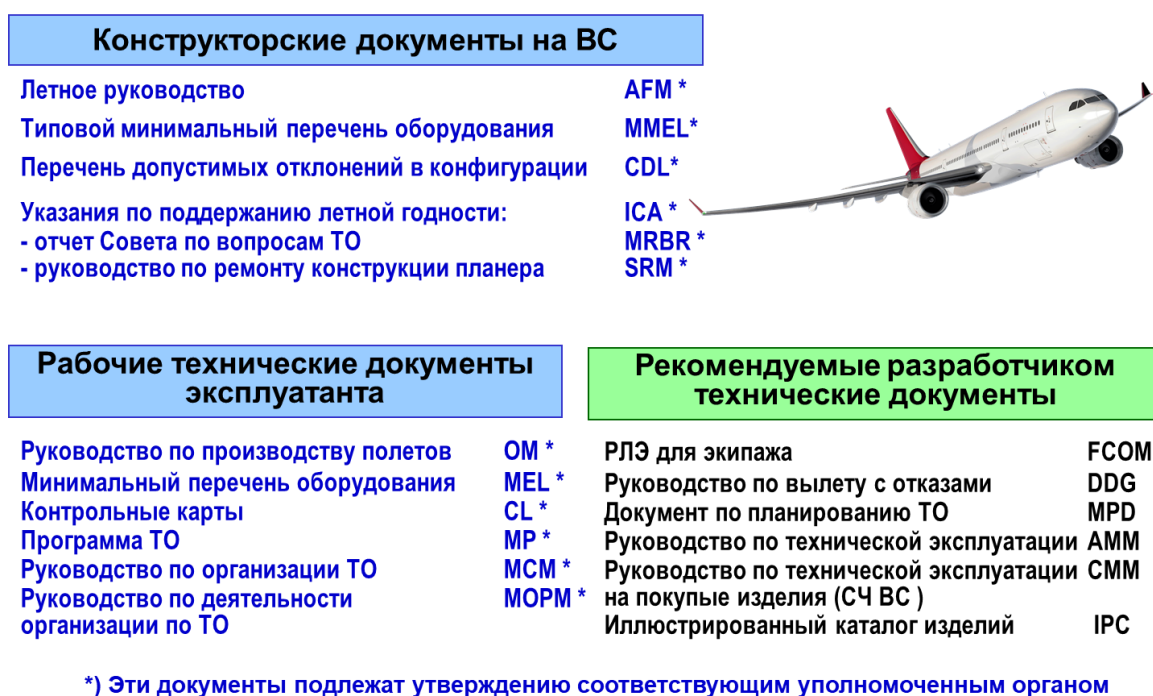 Конструкторские документы на ВС
Летное руководство AFM *
Типовой минимальный перечень оборудования MMEL*
Перечень допустимых отклонений в конфигурации CDL*
Указания по поддержанию летной годности: ICA *
- отчет Совета по вопросам ТО MRBR *
- руководство по ремонту конструкции планера SRM *
Рабочие технические документы
эксплуатанта
Руководство по производству полетов OM *
Минимальный перечень оборудования MEL *
Контрольные карты CL *
Программа ТО MP *
Руководство по организации ТО MCM *
Руководство по деятельности MOPM *
организации по ТО
Рекомендуемые разработчиком
технические документы
РЛЭ для экипажа FCOM
Руководство по вылету с отказами DDG
Документ по планированию ТО MPD
Руководство по технической эксплуатации AMM
Руководство по технической эксплуатации CMM
на покупые изделия (СЧ ВС )
Иллюстрированный каталог изделий IPC
*) Эти документы подлежат утверждению соответствующим уполномоченным органом